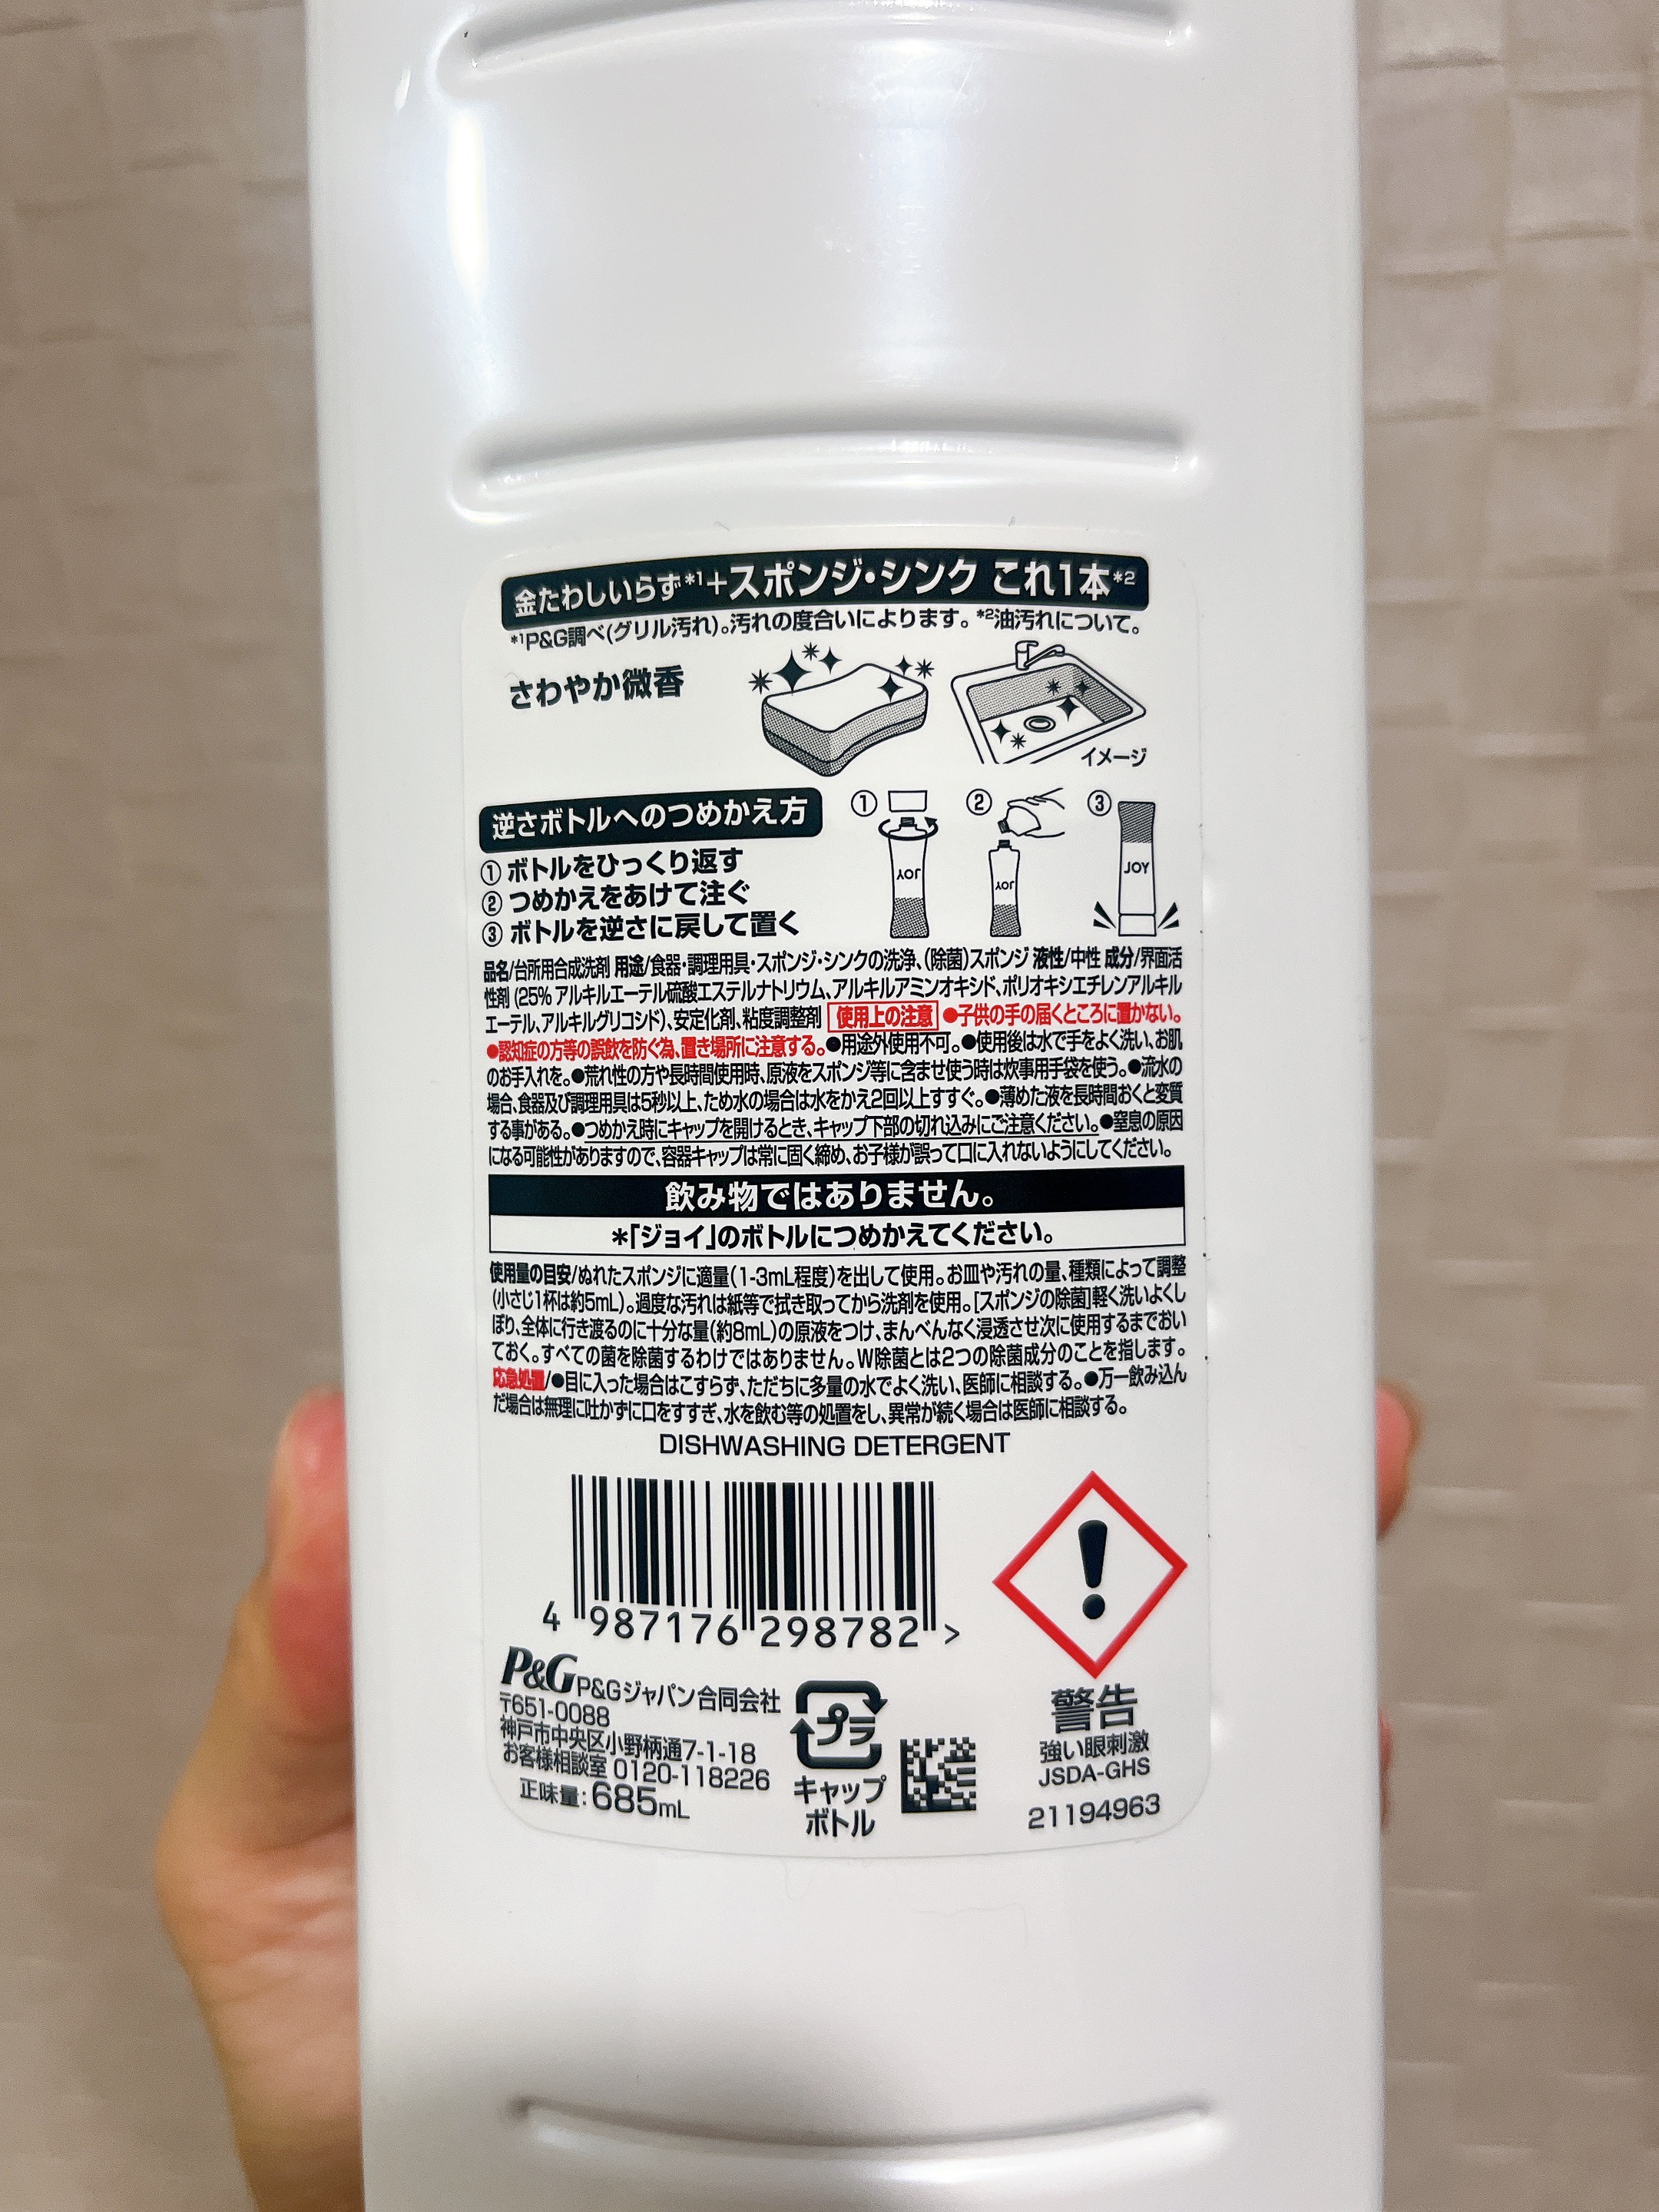 金たわしいらず*1+スポンジ・シンク これ1本*2
*1P&G調べ(グリル汚れ)。汚れの度合いによります。*2油汚れについて。
さわやか微香
イメージ
逆さボトルへのつめかえ方
① ② ③
JOY JOY JOY
① ボトルをひっくり返す
② つめかえをあけて注ぐ
③ ボトルを逆さに戻して置く
品名/台所用合成洗剤 用途/食器・調理用具・スポンジ・シンクの洗浄、(除菌)スポンジ 液性/中性 成分/界面活
性剤 (25% アルキルエーテル硫酸エステルナトリウム、アルキルアミンオキシド、ポリオキシエチレンアルキル
エーテル、アルキルグリコシド)、安定化剤、粘度調整剤 使用上の注意 ●子供の手の届くところに置かない。
●認知症の方等の誤飲を防ぐ為、置き場所に注意する。●用途外使用不可。●使用後は水で手をよく洗い、お肌
のお手入れを。●荒れ性の方や長時間使用時、原液をスポンジ等に含ませ使う時は炊事用手袋を使う。●流水の
場合、食器及び調理用具は5秒以上、ため水の場合は水をかえ2回以上すすぐ。●薄めた液を長時間おくと変質
する事がある。●つめかえ時にキャップを開けるとき、キャップ下部の切れ込みにご注意ください。●窒息の原因
になる可能性がありますので、容器キャップは常に固く締め、お子様が誤って口に入れないようにしてください。
飲み物ではありません。
*「ジョイ」のボトルにつめかえてください。
使用量の目安/ぬれたスポンジに適量(1-3mL程度)を出して使用。お皿や汚れの量、種類によって調整
(小さじ1杯は約5mL)。過度な汚れは紙等で拭き取ってから洗剤を使用。[スポンジの除菌]軽く洗いよくし
ぼり、全体に行き渡るのに十分な量(約8mL)の原液をつけ、まんべんなく浸透させ次に使用するまでおい
ておく。すべての菌を除菌するわけではありません。W除菌とは2つの除菌成分のことを指します。
応急処置/●目に入った場合はこすらず、ただちに多量の水でよく洗い、医師に相談する。●万一飲み込ん
だ場合は無理に吐かずに口をすすぎ、水を飲む等の処置をし、異常が続く場合は医師に相談する。
DISHWASHING DETERGENT
4 987176 298782 >
P&G P&Gジャパン合同会社
〒651-0088
神戸市中央区小野柄通7-1-18
お客様相談室 0120-118226
正味量: 685mL
プラ
キャップ
ボトル
警告
強い眼刺激
JSDA-GHS
21194963